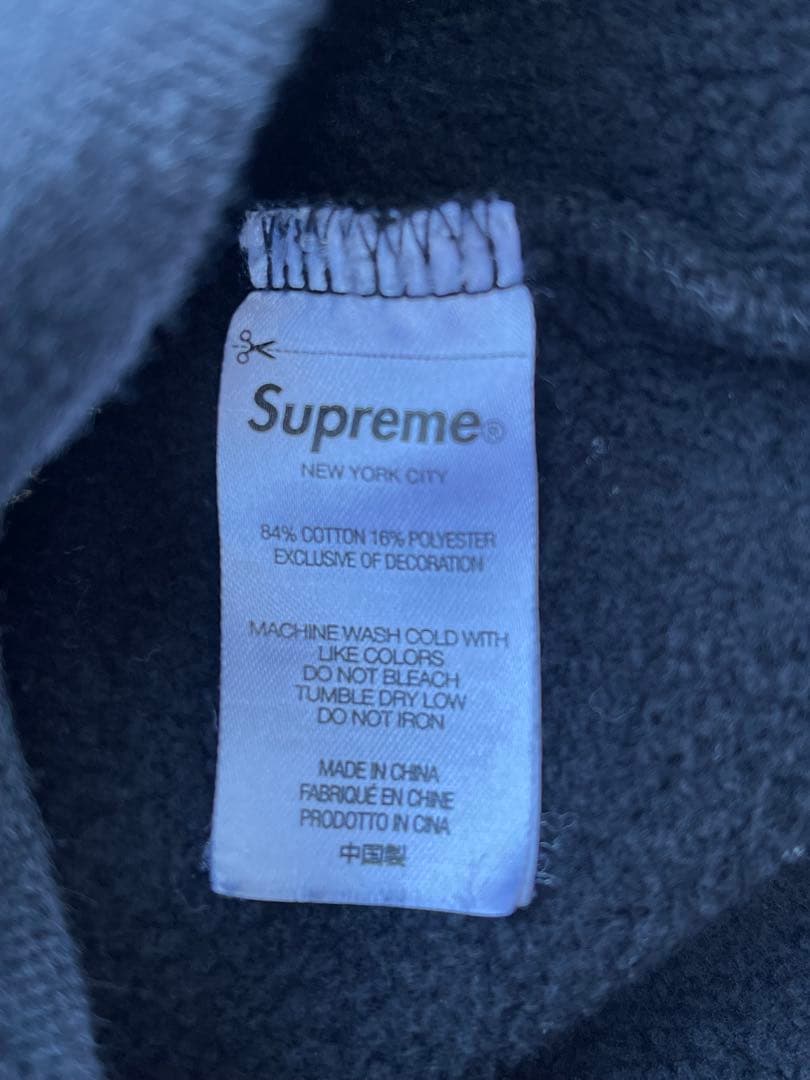 Supreme®
NEW YORK CITY
84% COTTON 16% POLYESTER
EXCLUSIVE OF DECORATION
MACHINE WASH COLD WITH
LIKE COLORS
DO NOT BLEACH
TUMBLE DRY LOW
DO NOT IRON
MADE IN CHINA
FABRIQUÉ EN CHINE
PRODOTTO IN CINA
中国製